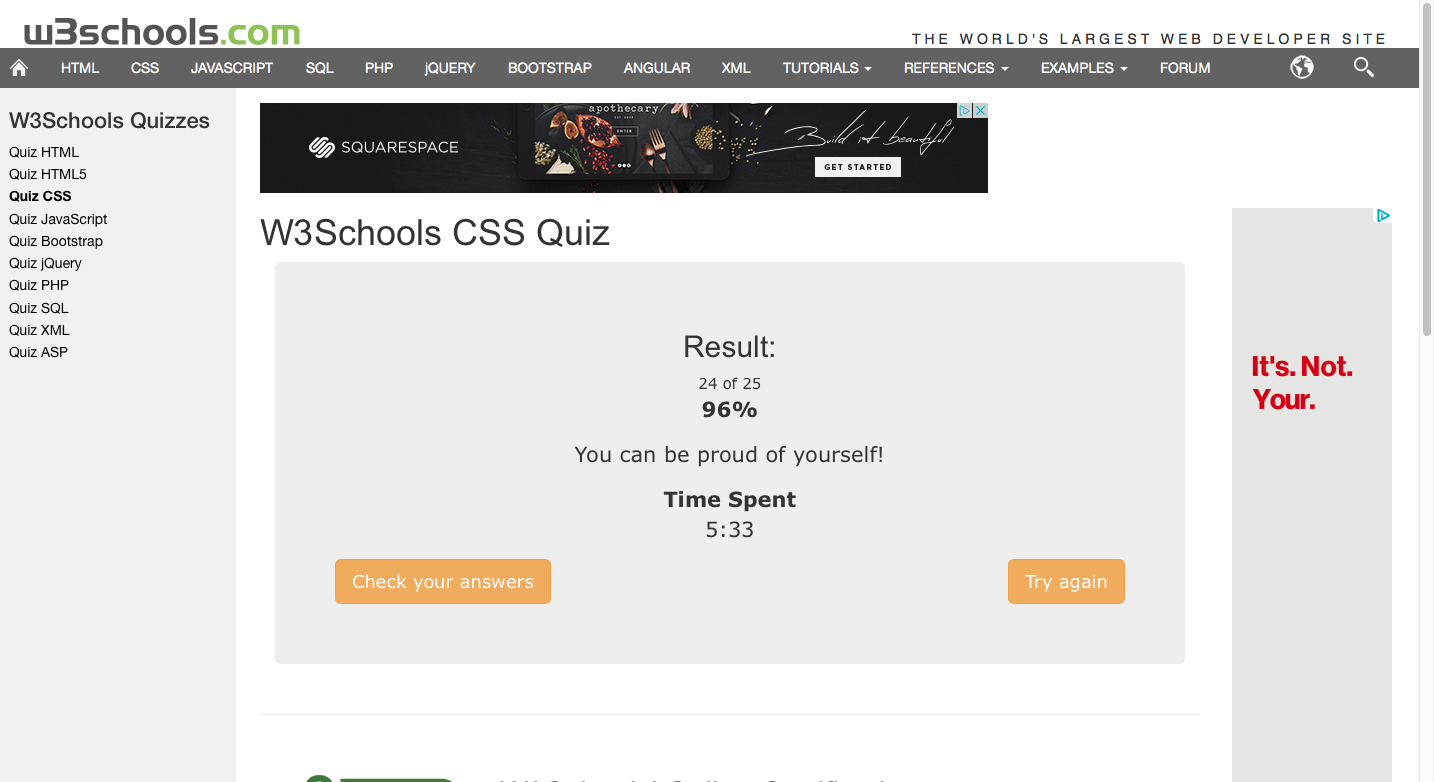 w3schools.com
THE WORLD'S LARGEST WEB DEVELOPER SITE
HTML CSS JAVASCRIPT SQL PHP jQUERY BOOTSTRAP ANGULAR XML TUTORIALS REFERENCES EXAMPLES FORUM
W3Schools Quizzes
Quiz HTML
Quiz HTML5
Quiz CSS
Quiz JavaScript
Quiz Bootstrap
Quiz jQuery
Quiz PHP
Quiz SQL
Quiz XML
Quiz ASP
SQUARESPACE
apothecary
ENTER
Build it beautiful
GET STARTED
W3Schools CSS Quiz
Result:
24 of 25
96%
You can be proud of yourself!
Time Spent
5:33
Check your answers
Try again
It's. Not.
Your.